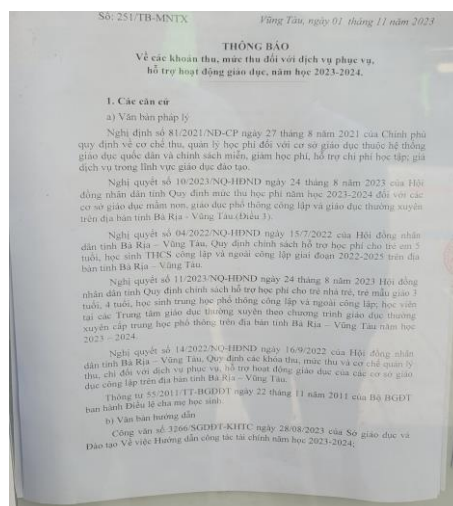 Số: 251/TB-MNTX
Vũng Tàu, ngày 01 tháng 11 năm 2023
THÔNG BÁO
Về các khoản thu, mức thu đối với dịch vụ phục vụ,
hỗ trợ hoạt động giáo dục, năm học 2023-2024.
1. Các căn cứ
a) Văn bản pháp lý
Nghị định số 81/2021/NĐ-CP ngày 27 tháng 8 năm 2021 của Chính phủ
quy định về cơ chế thu, quản lý học phí đối với cơ sở giáo dục thuộc hệ thống
giáo dục quốc dân và chính sách miễn, giảm học phí, hỗ trợ chi phí học tập; giá
dịch vụ trong lĩnh vực giáo dục đào tạo.
Nghị quyết số 10/2023/NQ-HĐND ngày 24 tháng 8 năm 2023 của Hội
đồng nhân dân tỉnh Quy định mức thu học phí năm học 2023-2024 đối với các
cơ sở giáo dục mầm non, giáo dục phổ thông công lập và giáo dục thường xuyên
trên địa bàn tỉnh Bà Rịa - Vũng Tàu (Điều 3).
Nghị quyết số 04/2022/NQ-HĐND ngày 15/7/2022 của Hội đồng nhân
dân tỉnh Bà Rịa – Vũng Tàu, Quy định chính sách hỗ trợ học phí cho trẻ em 5
tuổi, học sinh THCS công lập và ngoài công lập giai đoạn 2022-2025 trên địa
bàn tỉnh Bà Rịa – Vũng Tàu.
Nghị quyết số 11/2023/NQ-HĐND ngày 24 tháng 8 năm 2023 Hội đồng
nhân dân tỉnh Quy định chính sách hỗ trợ học phí cho trẻ nhà trẻ, trẻ mẫu giáo 3
tuổi, 4 tuổi, học sinh trung học phổ thông công lập và ngoài công lập; học viên
tại các Trung tâm giáo dục thường xuyên theo chương trình giáo dục thường
xuyên cấp trung học phổ thông trên địa bàn tỉnh Bà Rịa – Vũng Tàu năm học
2023 – 2024.
Nghị quyết số 14/2022/NQ-HĐND ngày 16/9/2022 của Hội đồng nhân
dân tỉnh Bà Rịa – Vũng Tàu, Quy định các khỏa thu, mức thu và cơ chế quản lý
thu, chi đối với dịch vụ phục vụ, hỗ trợ hoạt động giáo dục của các cơ sở giáo
dục công lập trên địa bàn tỉnh Bà Rịa – Vũng Tàu.
Thông tư 55/2011/TT-BGDĐT ngày 22 tháng 11 năm 2011 của Bộ BGĐT
ban hành Điều lệ cha mẹ học sinh.
b) Văn bản hướng dẫn
Công văn số 3266/SGDĐT-KHTC ngày 28/08/2023 của Sở giáo dục và
Đào tạo Về việc Hướng dẫn công tác tài chính năm học 2023-2024;